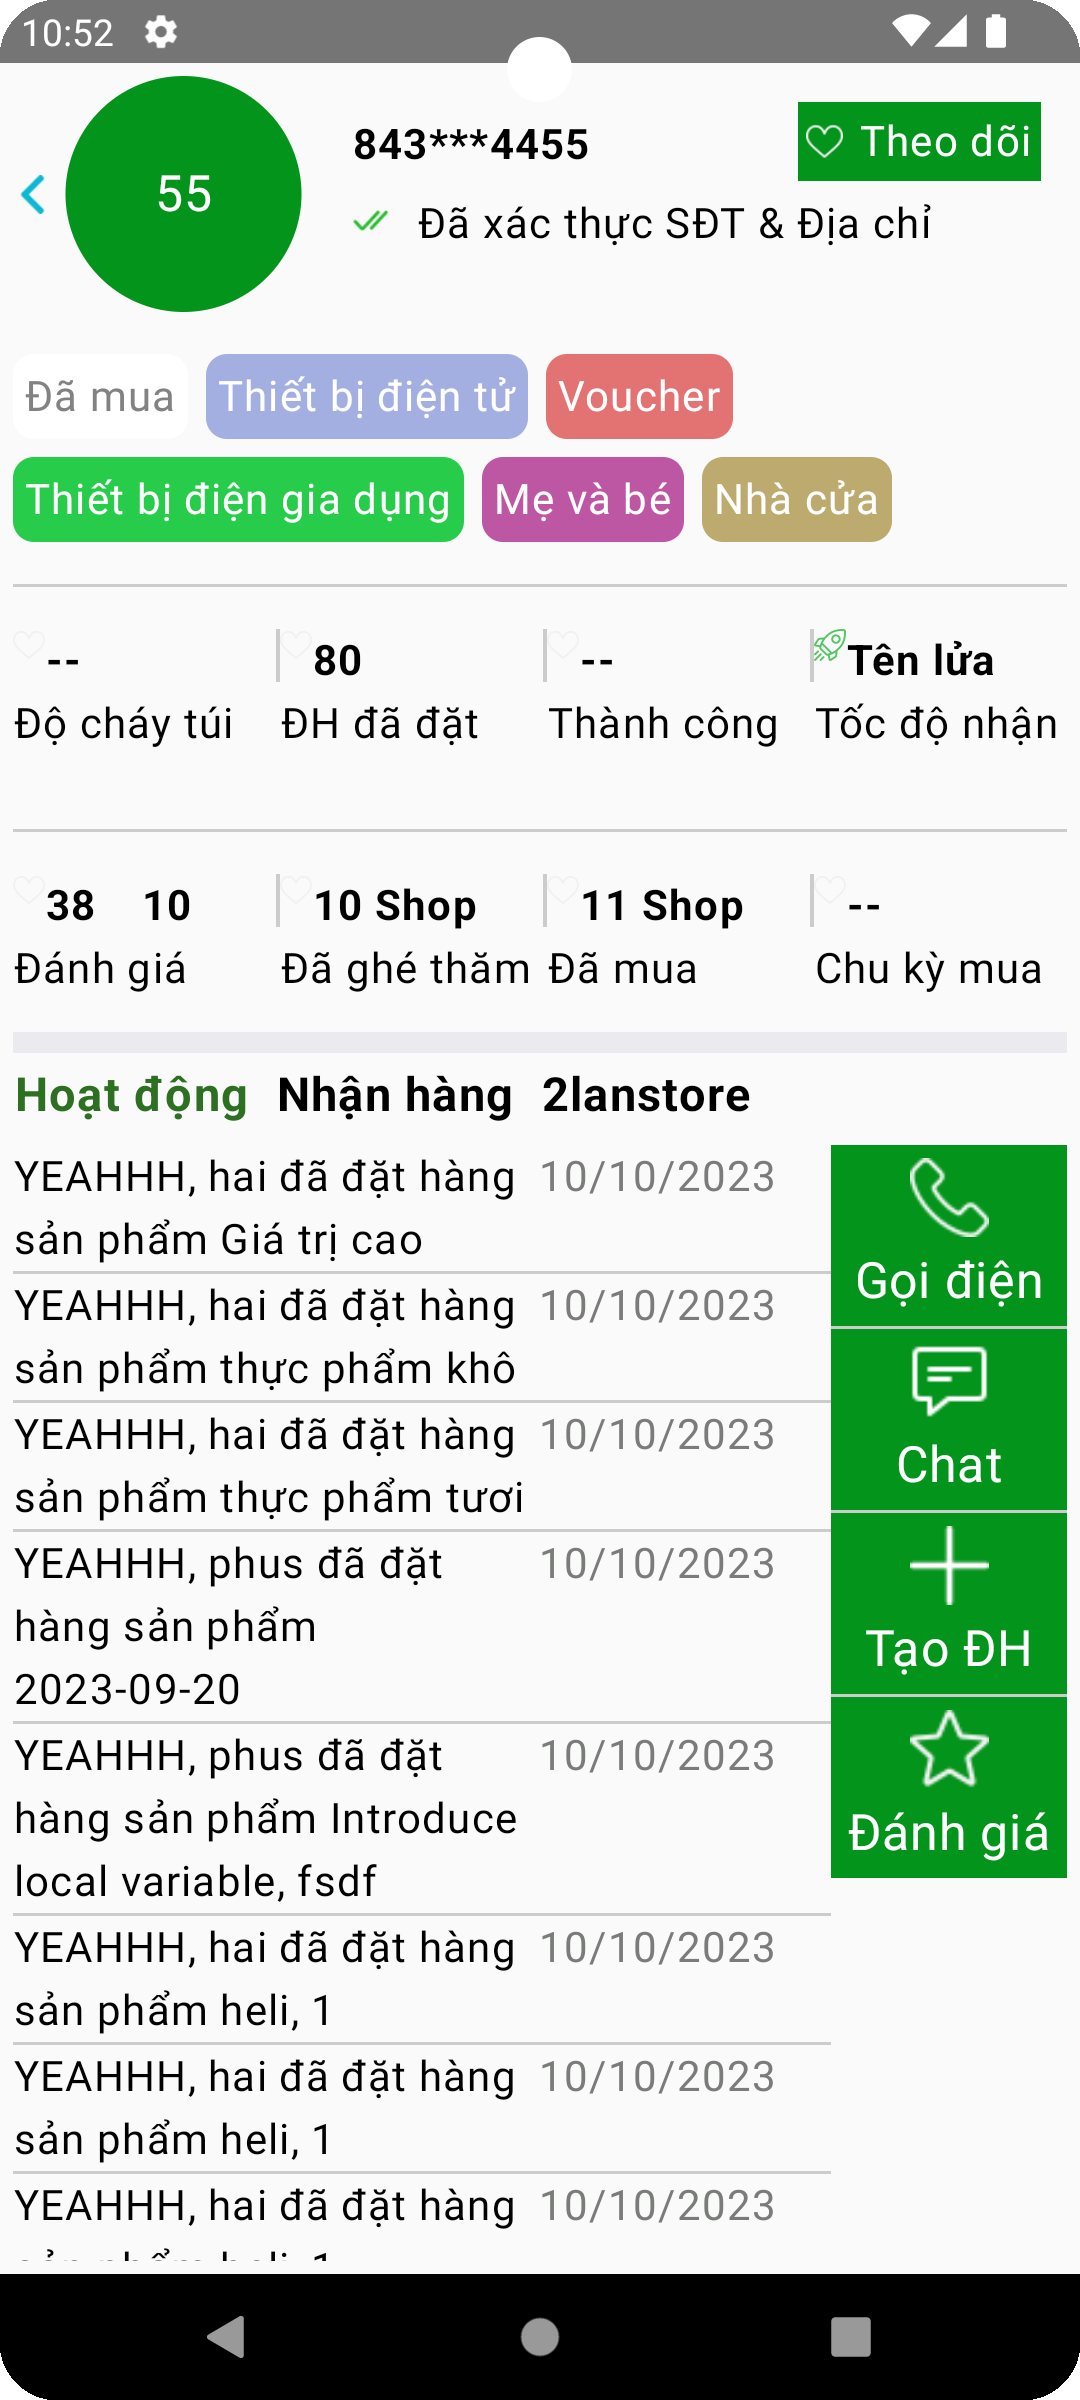 10:52
55
843***4455
Theo dõi
Đã xác thực SĐT & Địa chỉ
Đã mua
Thiết bị điện tử
Voucher
Thiết bị điện gia dụng
Mẹ và bé
Nhà cửa
--
80
--
Tên lửa
Độ cháy túi
ĐH đã đặt
Thành công
Tốc độ nhận
38 10
10 Shop
11 Shop
--
Đánh giá
Đã ghé thăm
Đã mua
Chu kỳ mua
Hoạt động
Nhận hàng
2lanstore
YEAHHH, hai đã đặt hàng
sản phẩm Giá trị cao
10/10/2023
YEAHHH, hai đã đặt hàng
sản phẩm thực phẩm khô
10/10/2023
YEAHHH, hai đã đặt hàng
sản phẩm thực phẩm tươi
10/10/2023
YEAHHH, phus đã đặt
hàng sản phẩm
2023-09-20
10/10/2023
YEAHHH, phus đã đặt
hàng sản phẩm Introduce
local variable, fsdf
10/10/2023
YEAHHH, hai đã đặt hàng
sản phẩm heli, 1
10/10/2023
YEAHHH, hai đã đặt hàng
sản phẩm heli, 1
10/10/2023
YEAHHH, hai đã đặt hàng
sản phẩm heli, 1
10/10/2023
Gọi điện
Chat
Tạo ĐH
Đánh giá